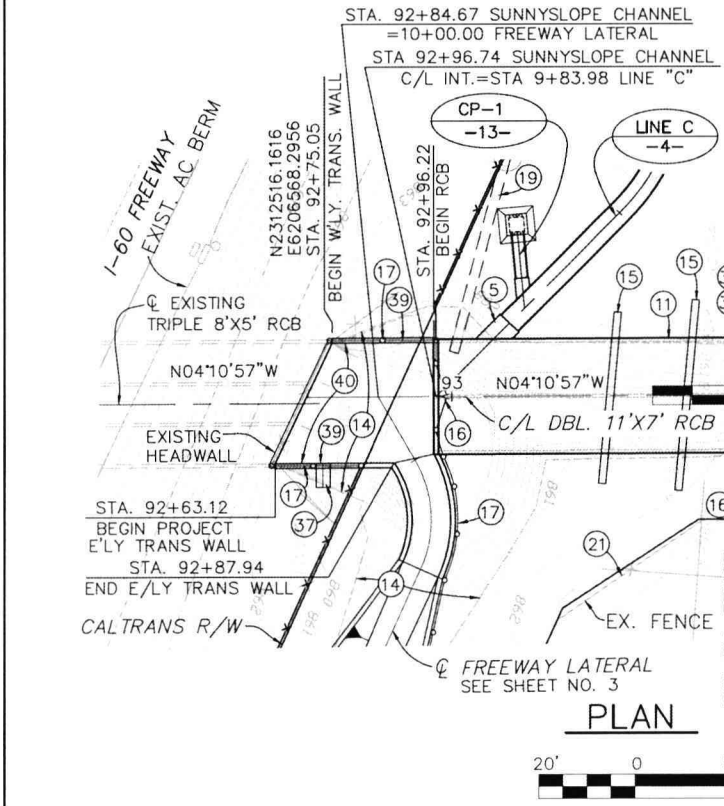 STA. 92+84.67 SUNNYSLOPE CHANNEL
=10+00.00 FREEWAY LATERAL
STA 92+96.74 SUNNYSLOPE CHANNEL
C/L INT.=STA 9+83.98 LINE "C"
CP-1
-13-
LINE C
-4-
I-60 FREEWAY
EXIST. AC BERM
N2312516.1616
E6206568.2956
STA. 92+75.05
BEGIN W'LY. TRANS. WALL
STA. 92+96.22
BEGIN RCB
19
℄ EXISTING
TRIPLE 8'X5' RCB
17
39
5
15
15
11
N04°10'57"W
40
93
N04°10'57"W
EXISTING
HEADWALL
39
14
16
C/L DBL. 11'X7' RCB
17
37
17
STA. 92+63.12
BEGIN PROJECT
E'LY TRANS WALL
STA. 92+87.94
END E/LY TRANS WALL
14
861
16
21
EX. FENCE
860
861
862
CALTRANS R/W
℄ FREEWAY LATERAL
SEE SHEET NO. 3
PLAN
20'
0